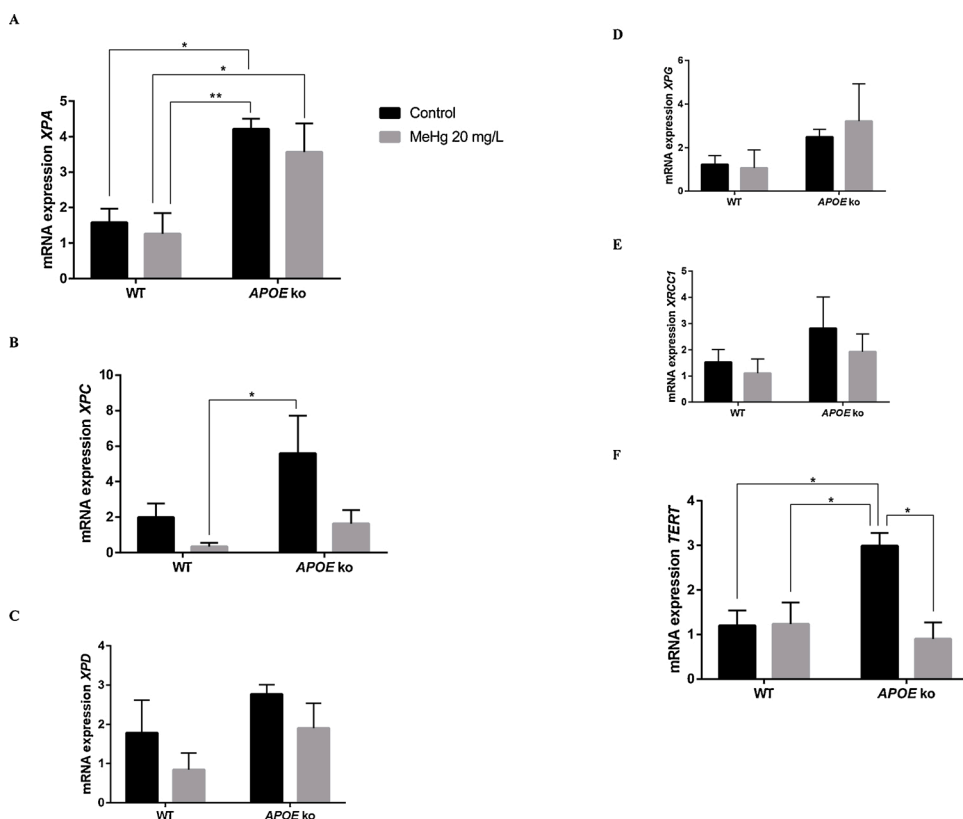 A
*
*
**
mRNA expression XPA
5
4
3
2
1
0
WT
APOE ko
Control
MeHg 20 mg/L
B
*
mRNA expression XPC
10
8
6
4
2
0
WT
APOE ko
C
mRNA expression XPD
4
3
2
1
0
WT
APOE ko
D
mRNA expression XPG
6
4
2
0
WT
APOE ko
E
mRNA expression XRCC1
5
4
3
2
1
0
WT
APOE ko
F
*
*
*
mRNA expression TERT
4
3
2
1
0
WT
APOE ko